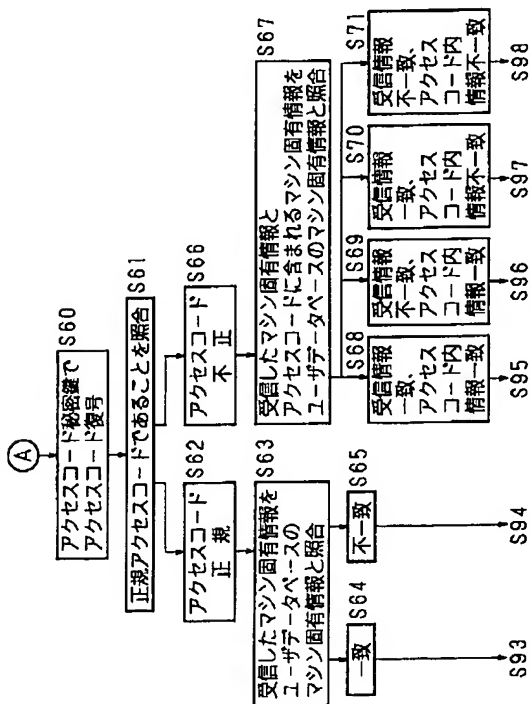 A
S60
アクセスコード秘密鍵で
アクセスコード復号
S61
正規アクセスコードであることを照合
S62
アクセスコード
正　規
S66
アクセスコード
不　正
S63
受信したマシン固有情報を
ユーザデータベースの
マシン固有情報と照合
S67
受信したマシン固有情報と
アクセスコードに含まれるマシン固有情報を
ユーザデータベースのマシン固有情報と照合
S64
一致
S65
不一致
S68
受信情報
一致、
アクセス
コード内
情報一致
S69
受信情報
不一致、
アクセス
コード内
情報一致
S70
受信情報
一致、
アクセス
コード内
情報不一致
S71
受信情報
不一致、
アクセス
コード内
情報不一致
S93
S94
S95
S96
S97
S98